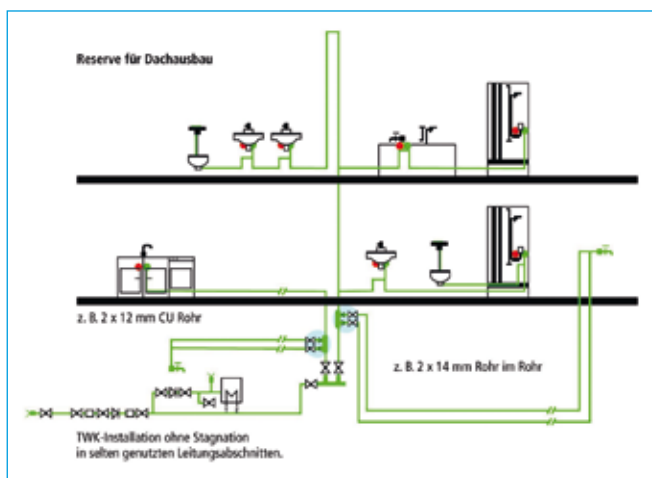 Reserve für Dachausbau
z. B. 2 x 12 mm CU Rohr
z. B. 2 x 14 mm Rohr im Rohr
TWK-Installation ohne Stagnation
in selten genutzten Leitungsabschnitten.